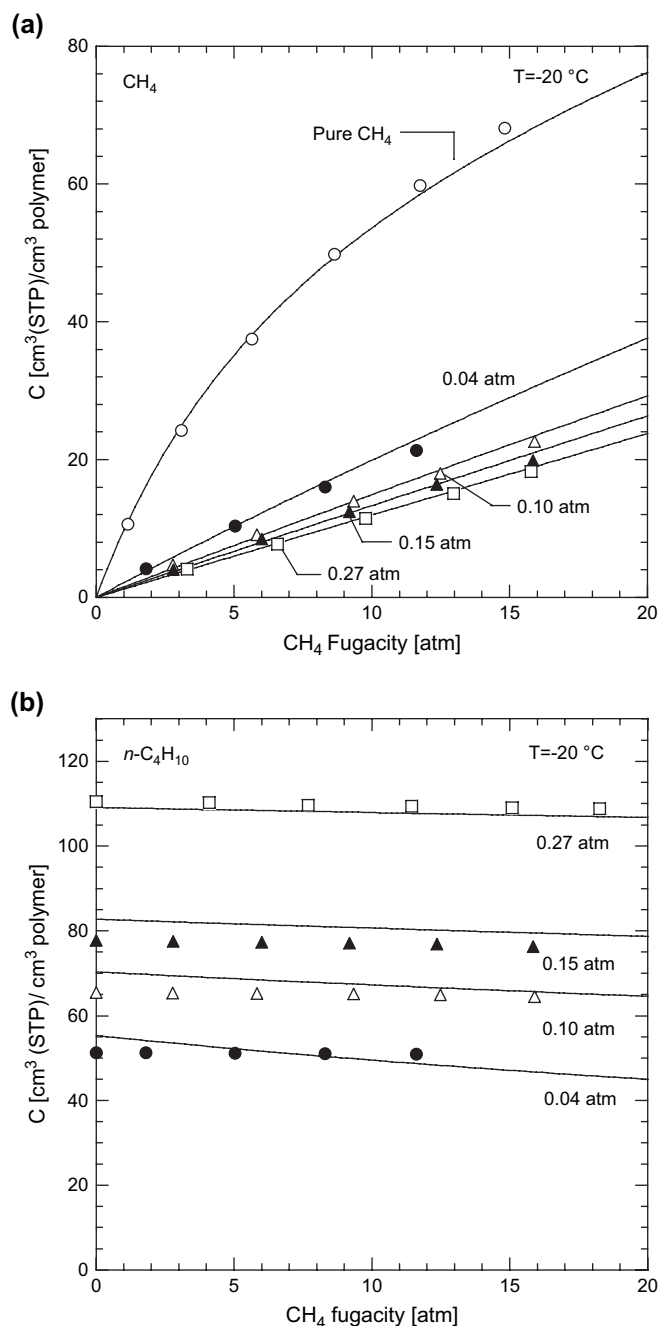 (a)
80
60
40
20
0
C [cm³(STP)/cm³ polymer]
CH₄
T=-20 °C
Pure CH₄
0.04 atm
0.10 atm
0.15 atm
0.27 atm
0 5 10 15 20
CH₄ Fugacity [atm]
(b)
120
100
80
60
40
20
0
C [cm³ (STP)/ cm³ polymer]
n-C₄H₁₀
T=-20 °C
0.27 atm
0.15 atm
0.10 atm
0.04 atm
0 5 10 15 20
CH₄ fugacity [atm]